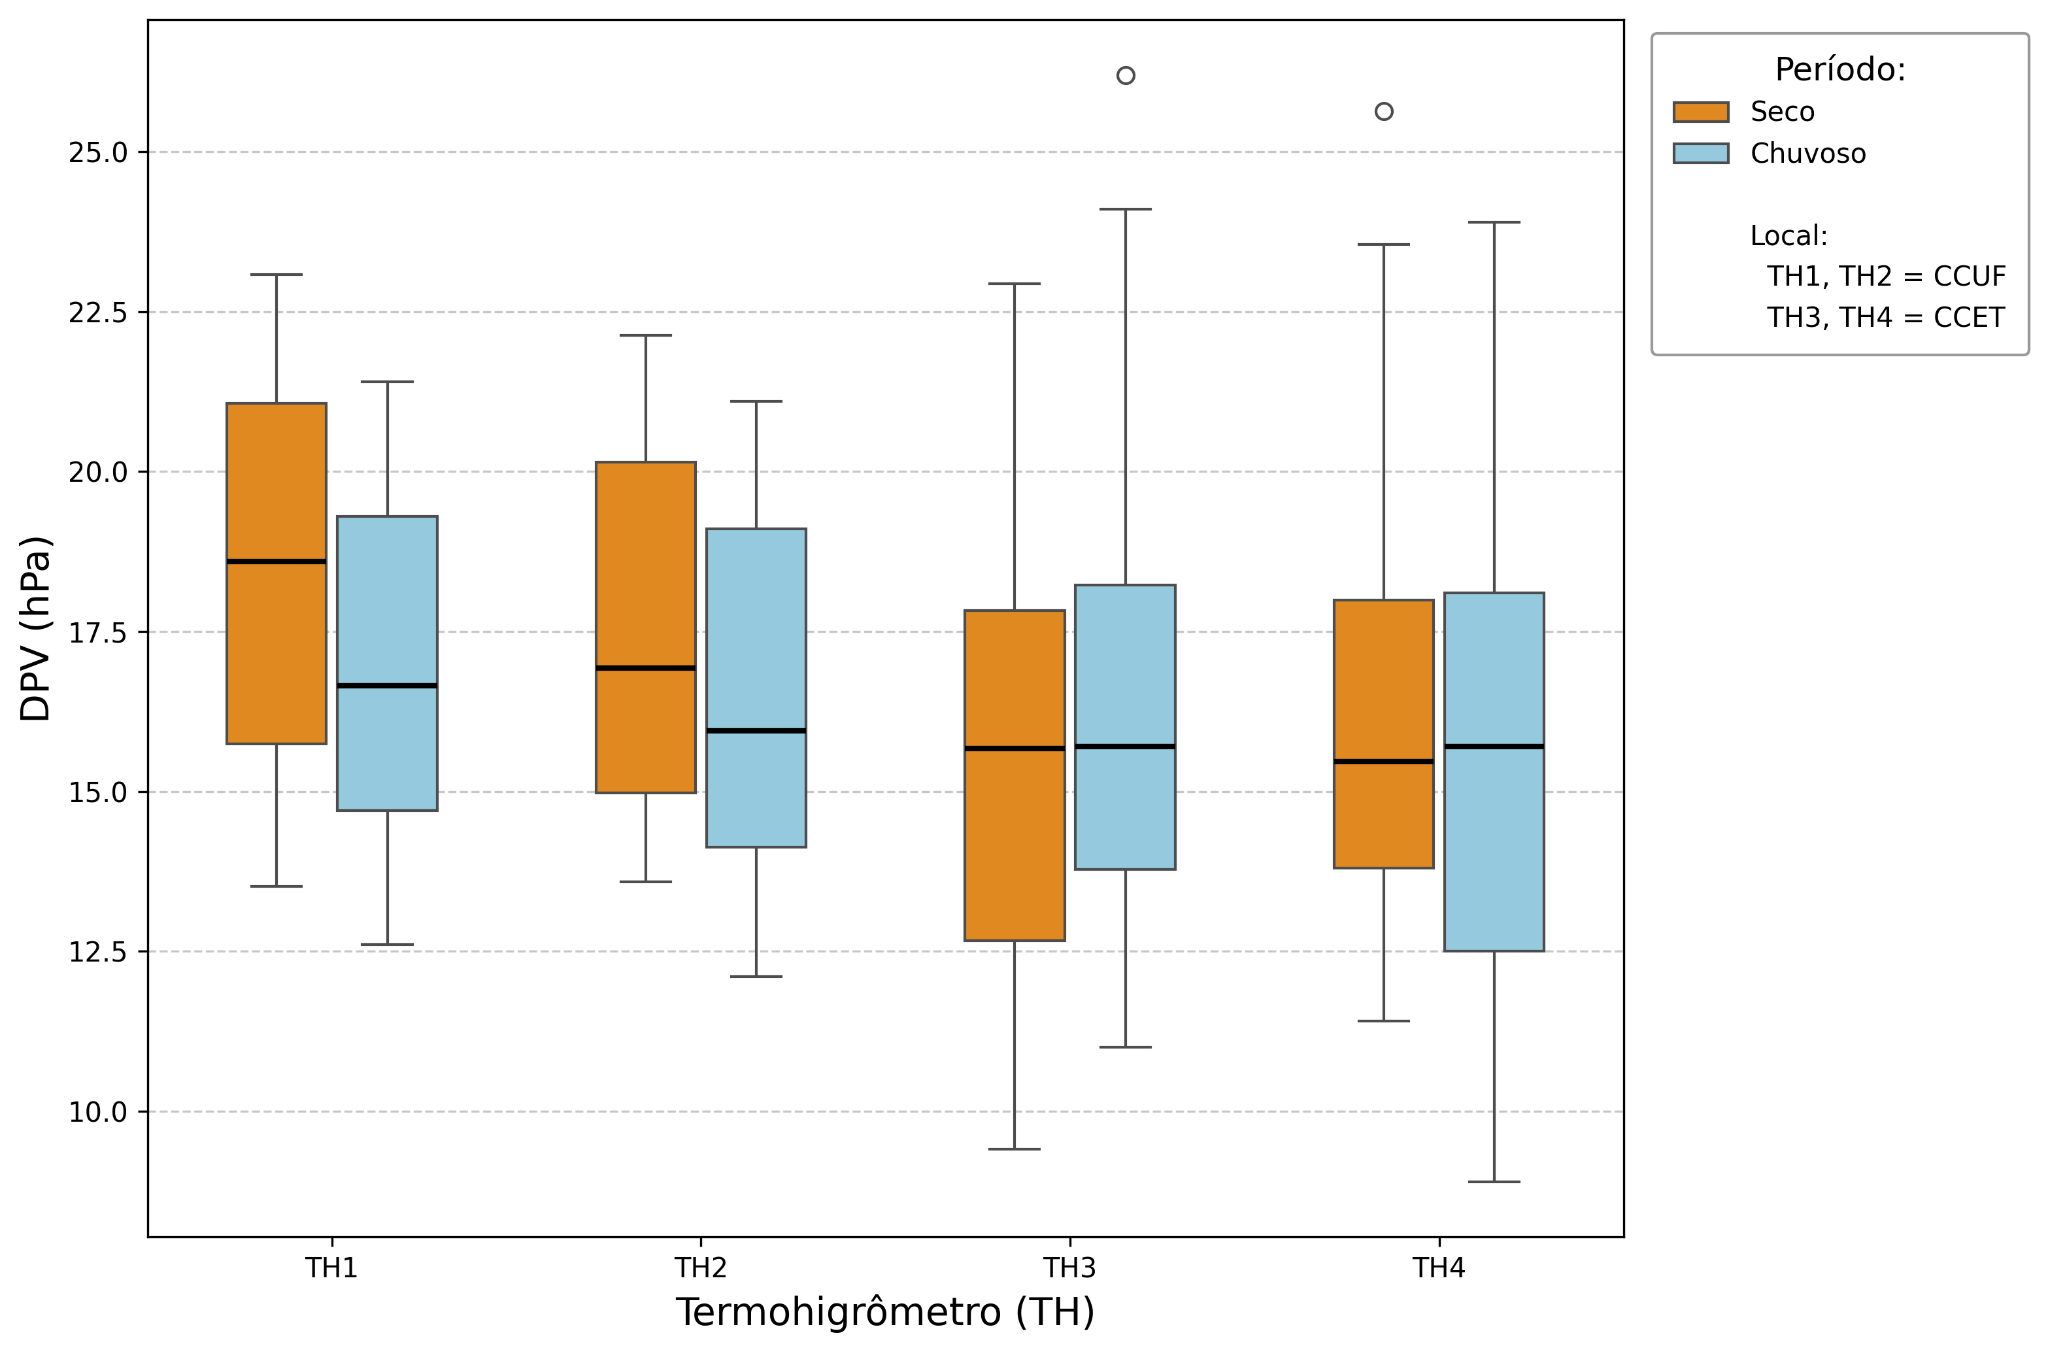 25.0
22.5
20.0
17.5
15.0
12.5
10.0
DPV (hPa)
TH1 TH2 TH3 TH4
Termohigrômetro (TH)
Período:
Seco
Chuvoso
Local:
TH1, TH2 = CCUF
TH3, TH4 = CCET